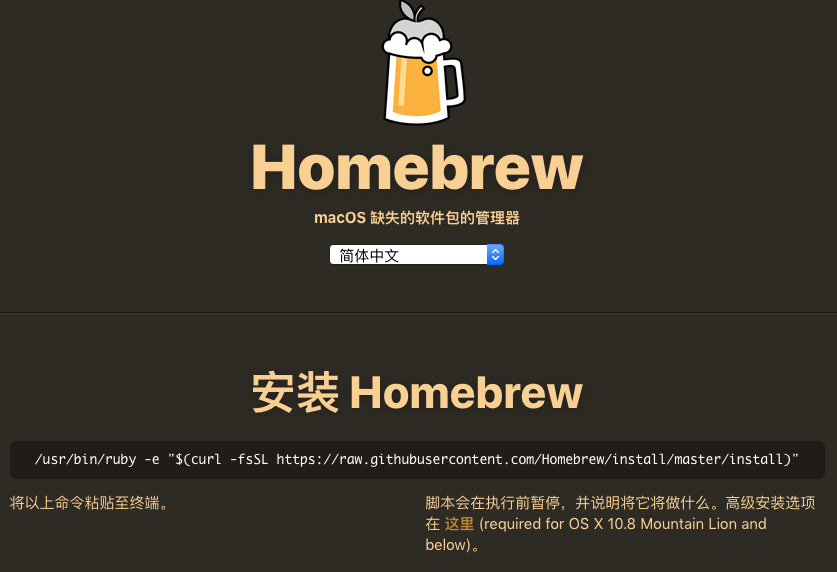 Homebrew
macOS 缺失的软件包的管理器
简体中文
安装 Homebrew
/usr/bin/ruby -e "$(curl -fsSL https://raw.githubusercontent.com/Homebrew/install/master/install)"
将以上命令粘贴至终端。
脚本会在执行前暂停，并说明将它将做什么。高级安装选项
在 这里 (required for OS X 10.8 Mountain Lion and
below)。